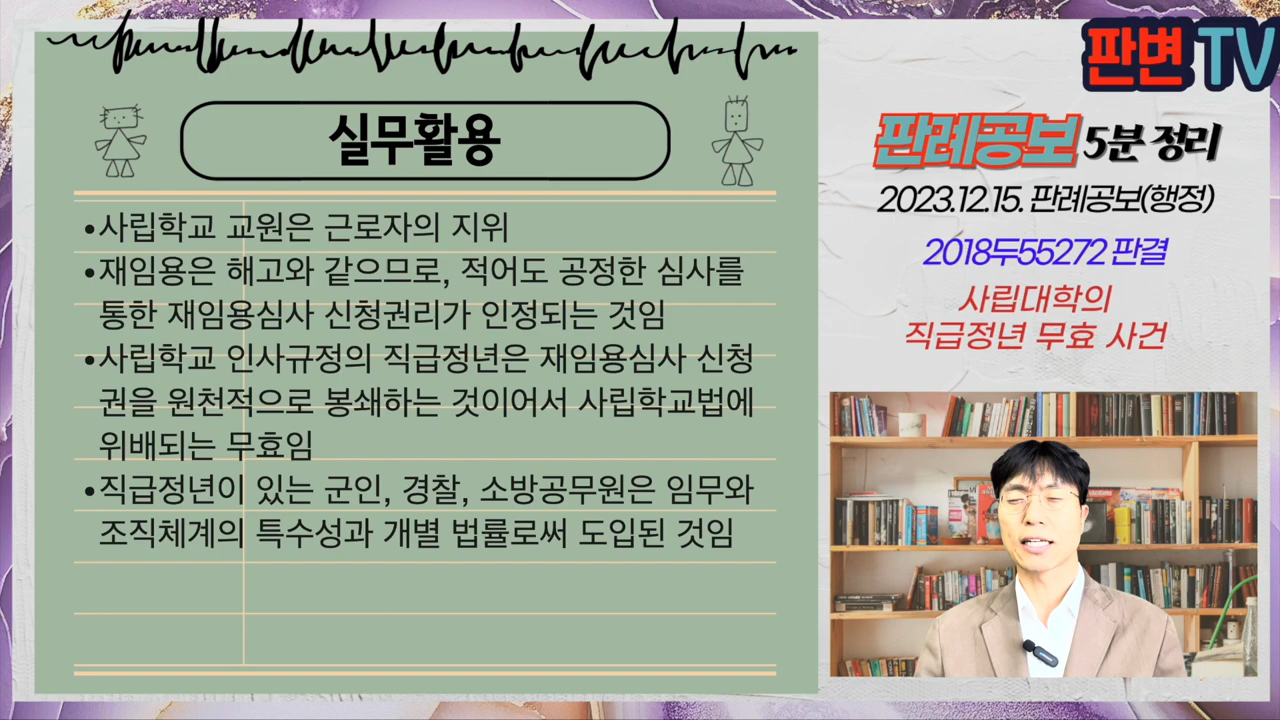 판변 TV
실무활용
•사립학교 교원은 근로자의 지위
•재임용은 해고와 같으므로, 적어도 공정한 심사를
통한 재임용심사 신청권리가 인정되는 것임
•사립학교 인사규정의 직급정년은 재임용심사 신청
권을 원천적으로 봉쇄하는 것이어서 사립학교법에
위배되는 무효임
•직급정년이 있는 군인, 경찰, 소방공무원은 임무와
조직체계의 특수성과 개별 법률로써 도입된 것임
판례공보 5분 정리
2023.12.15. 판례공보(행정)
2018두55272 판결
사립대학의
직급정년 무효 사건